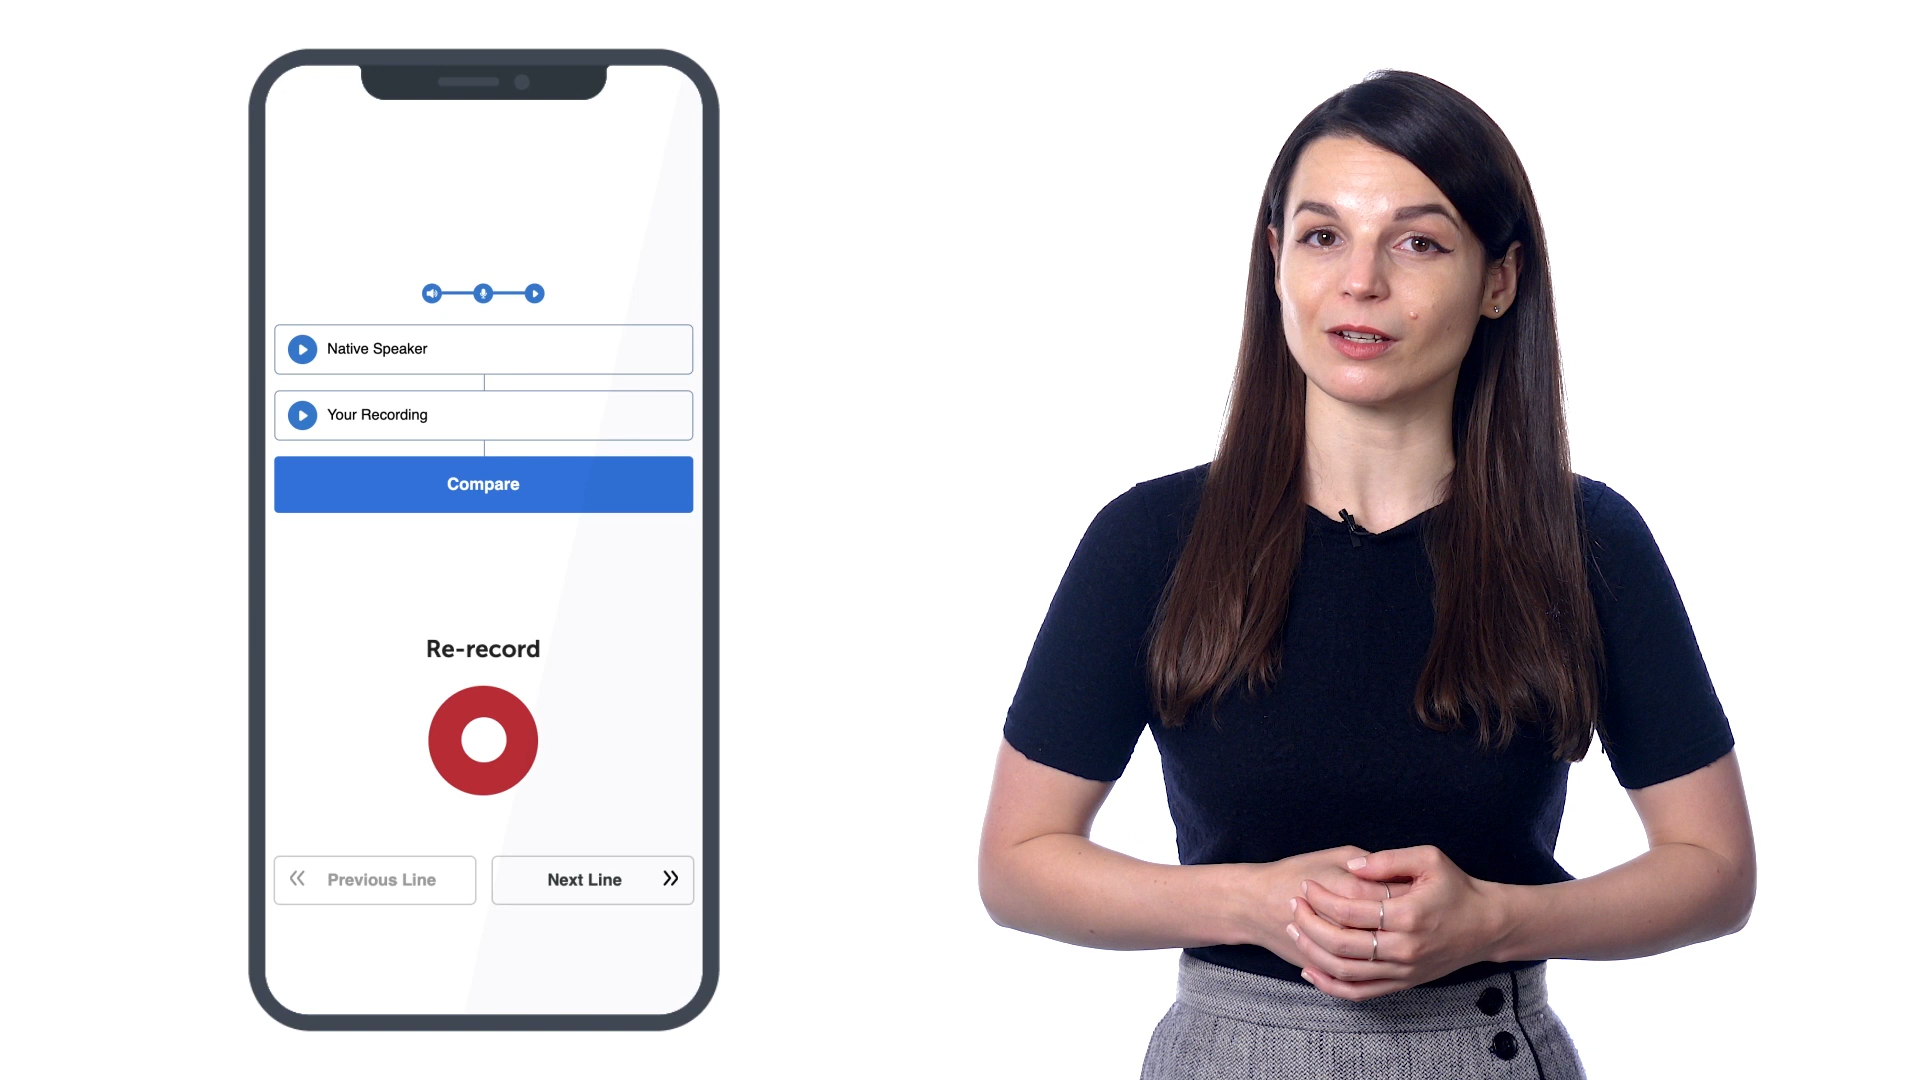 Native Speaker
Your Recording
Compare
Re-record
Previous Line
Next Line